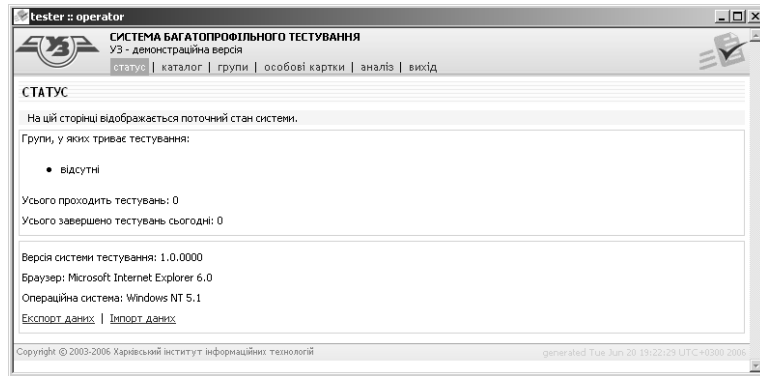 tester :: operator
УЗ
СИСТЕМА БАГАТОПРОФІЛЬНОГО ТЕСТУВАННЯ
УЗ - демонстраційна версія
статус | каталог | групи | особові картки | аналіз | вихід
СТАТУС
На цій сторінці відображається поточний стан системи.
Групи, у яких триває тестування:
• відсутні
Усього проходить тестувань: 0
Усього завершено тестувань сьогодні: 0
Версія системи тестування: 1.0.0000
Браузер: Microsoft Internet Explorer 6.0
Операційна система: Windows NT 5.1
Експорт даних | Імпорт даних
Copyright © 2003-2006 Харківський інститут інформаційних технологій
generated Tue Jun 20 19:22:29 UTC+0300 2006